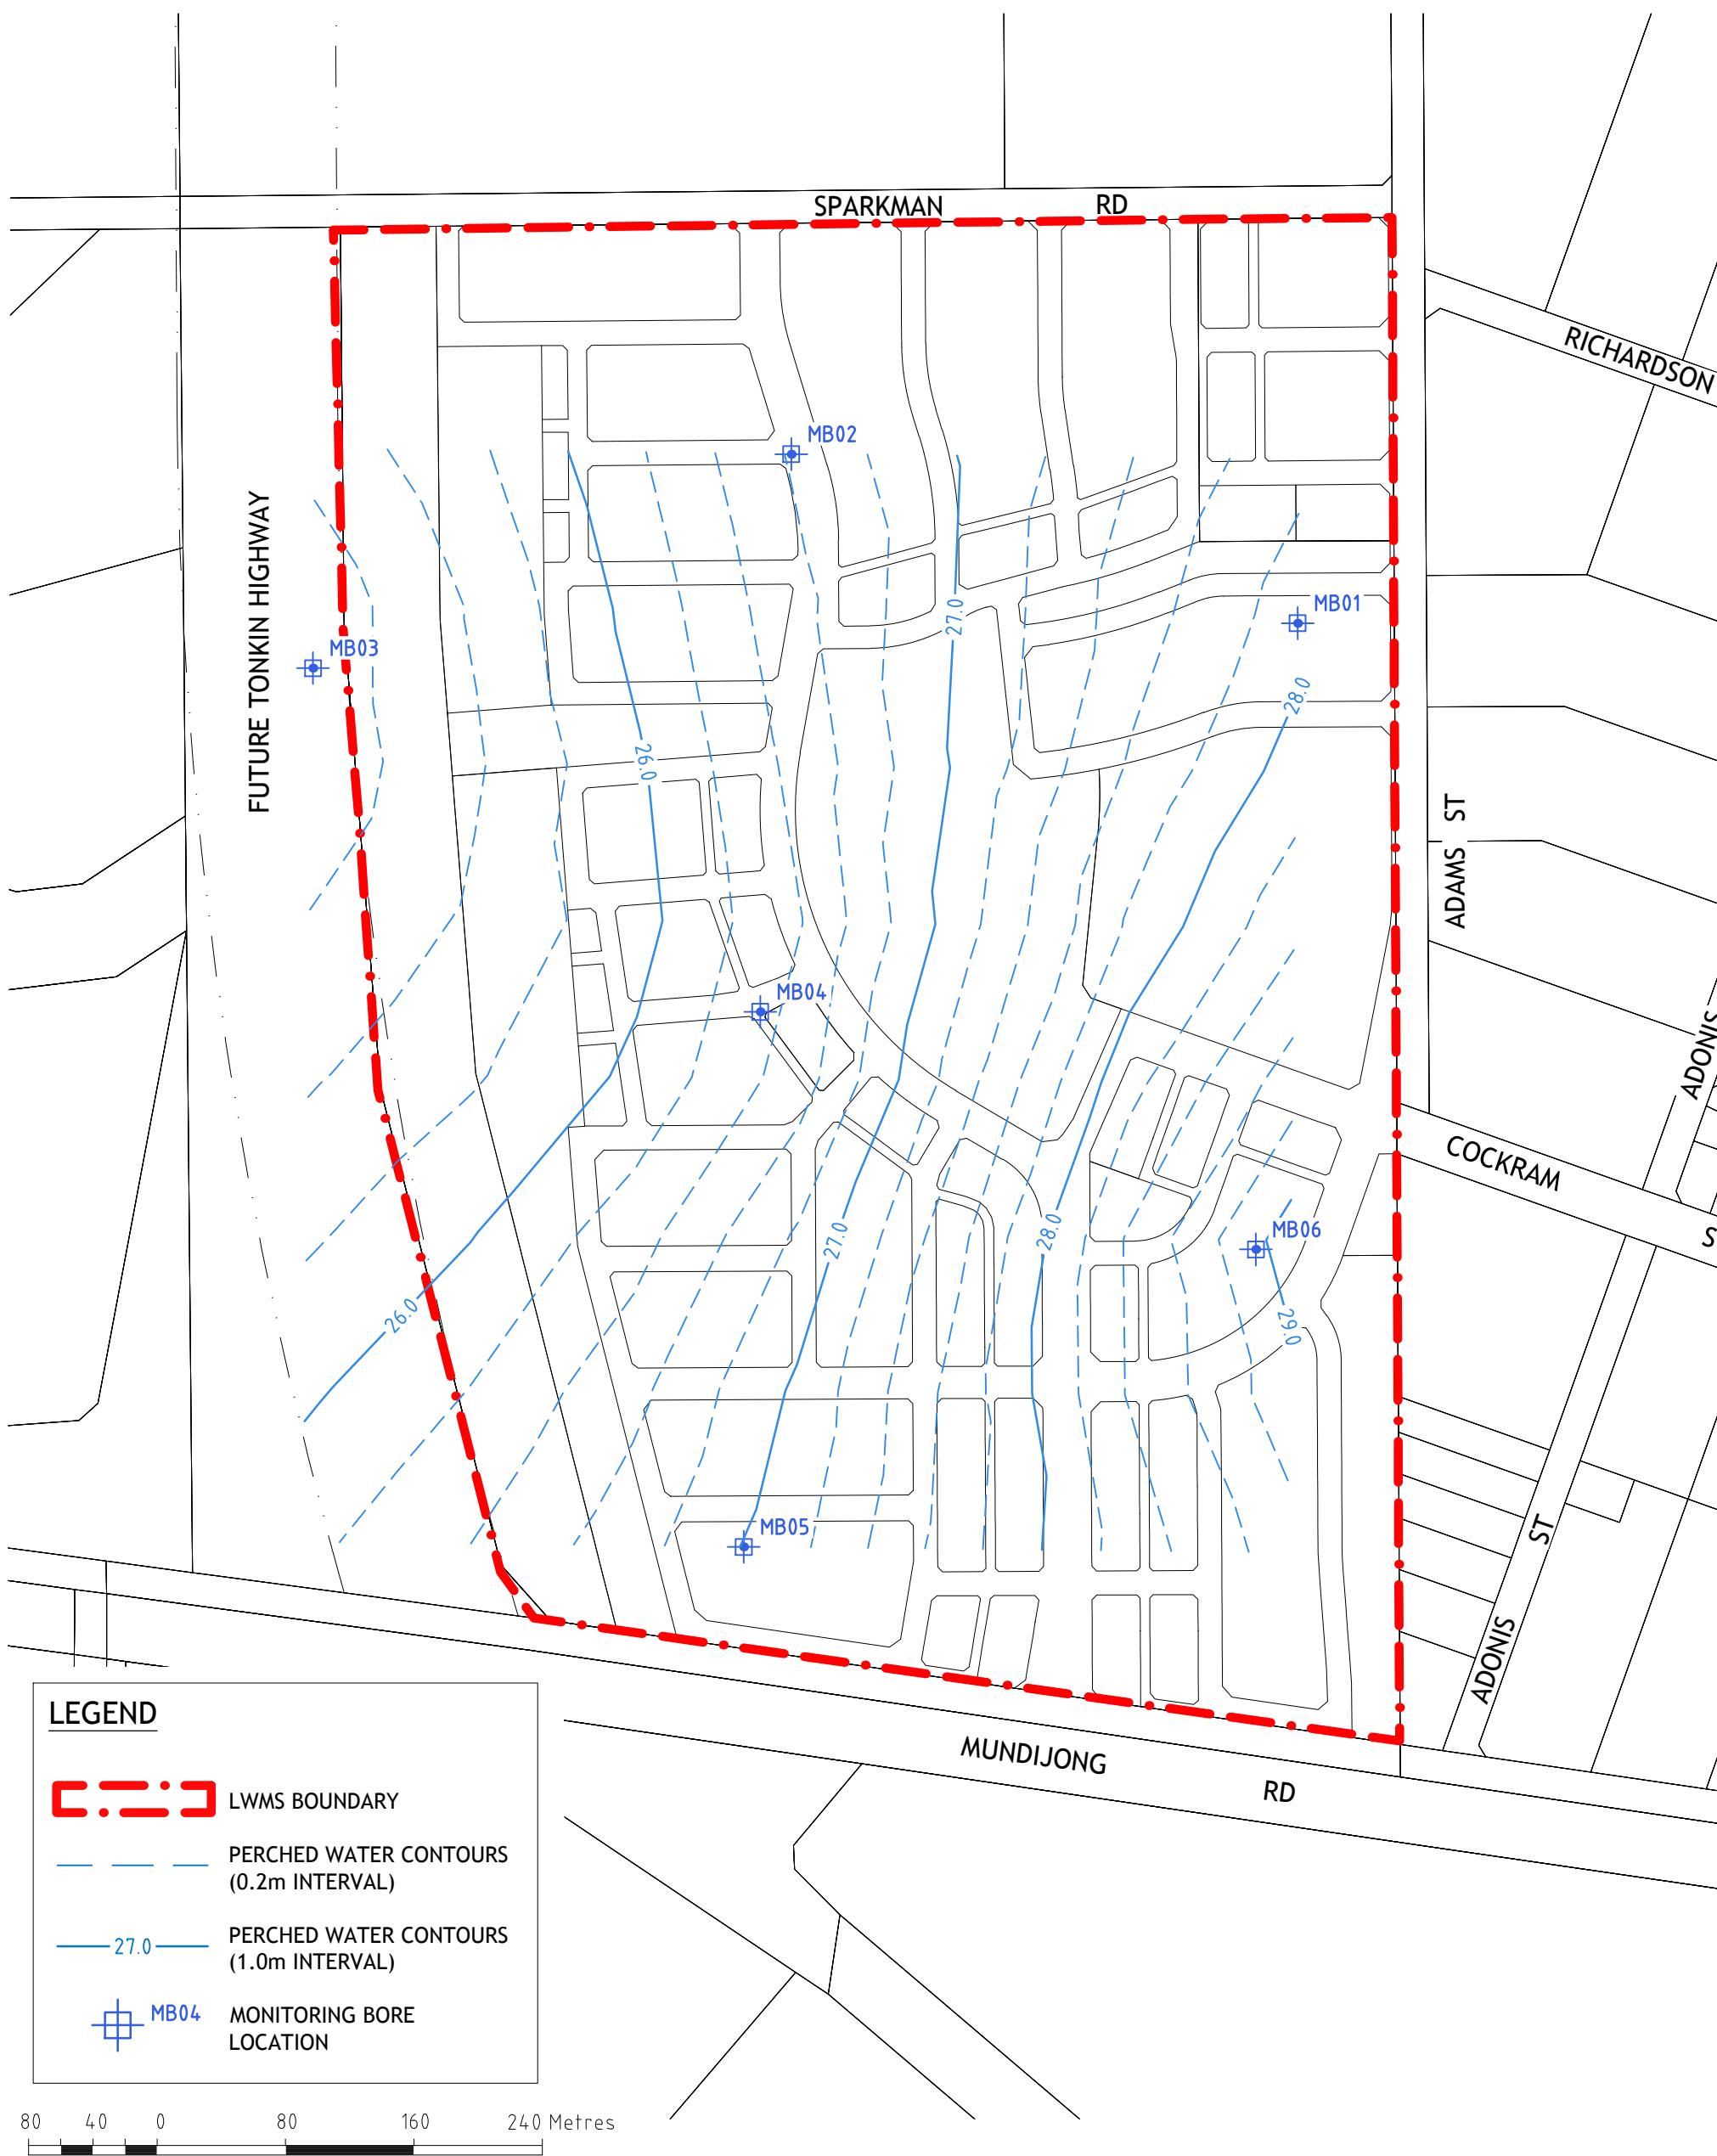 SPARKMAN RD
RICHARDSON
MB02
FUTURE TONKIN HIGHWAY
MB01
27.0
MB03
28.0
26.0
ADAMS ST
MB04
ADONIS
COCKRAM
S
27.0
28.0
MB06
26.0
29.0
MB05
ST
ADONIS
MUNDIJONG RD
LEGEND
LWMS BOUNDARY
PERCHED WATER CONTOURS
(0.2m INTERVAL)
27.0
PERCHED WATER CONTOURS
(1.0m INTERVAL)
MB04
MONITORING BORE
LOCATION
80 40 0 80 160 240 Metres